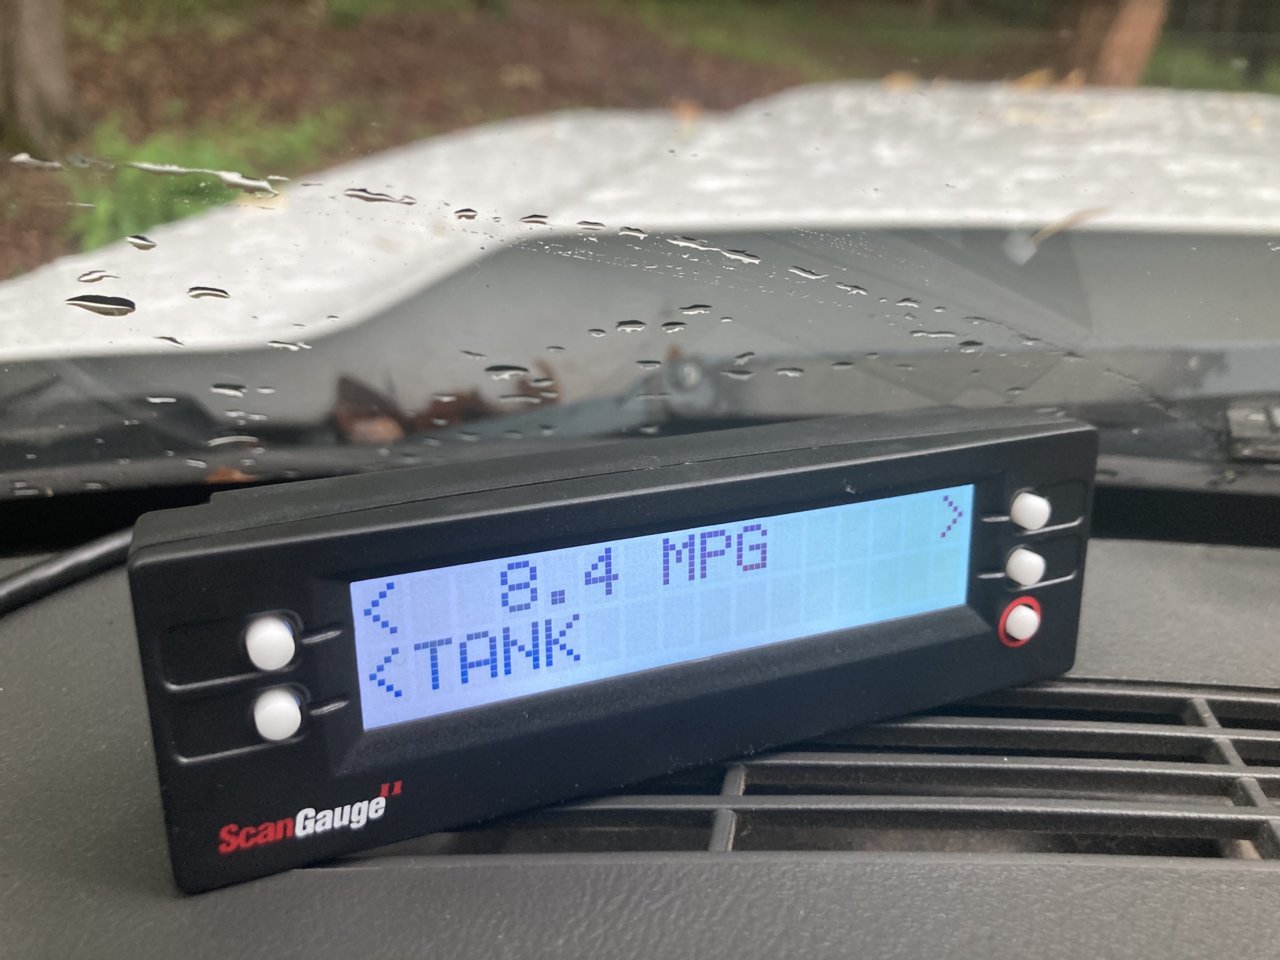 < 8.4 MPG >
<TANK
ScanGauge II